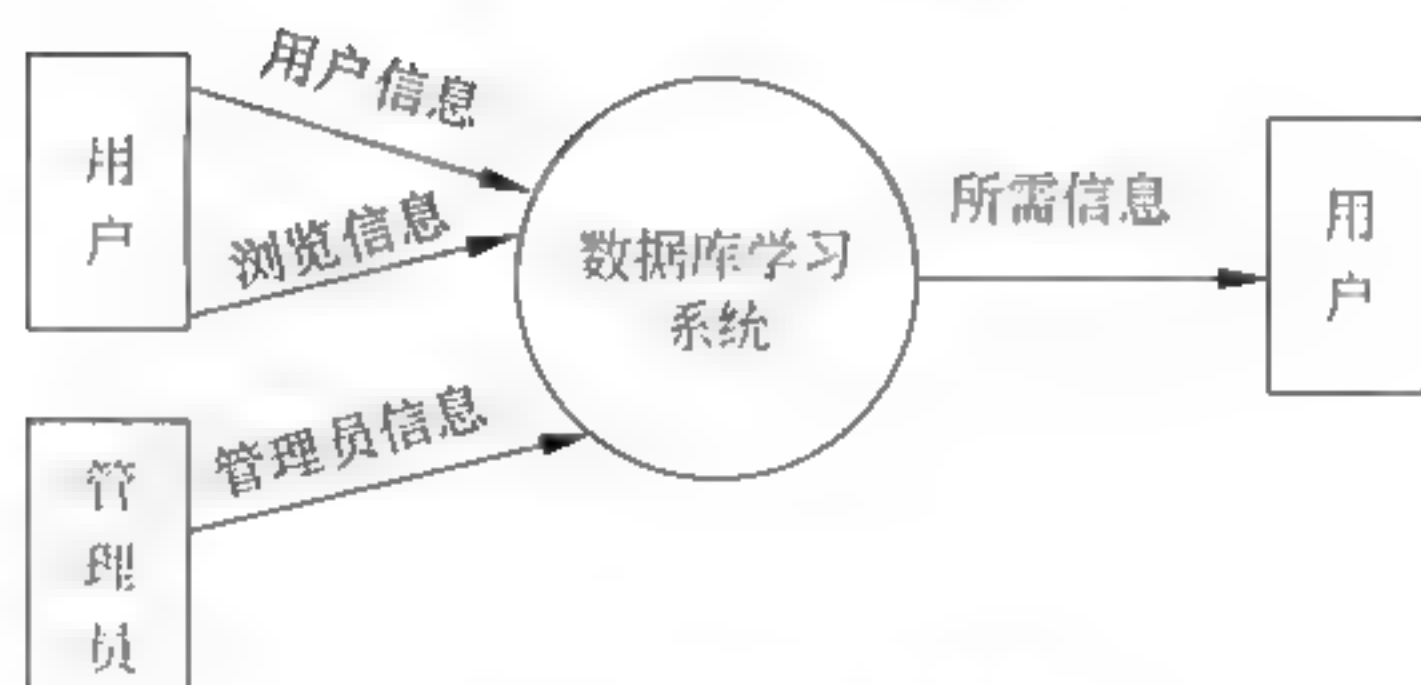 用户
用户信息
浏览信息
数据库学习
系统
所需信息
用户
管理员
管理员信息